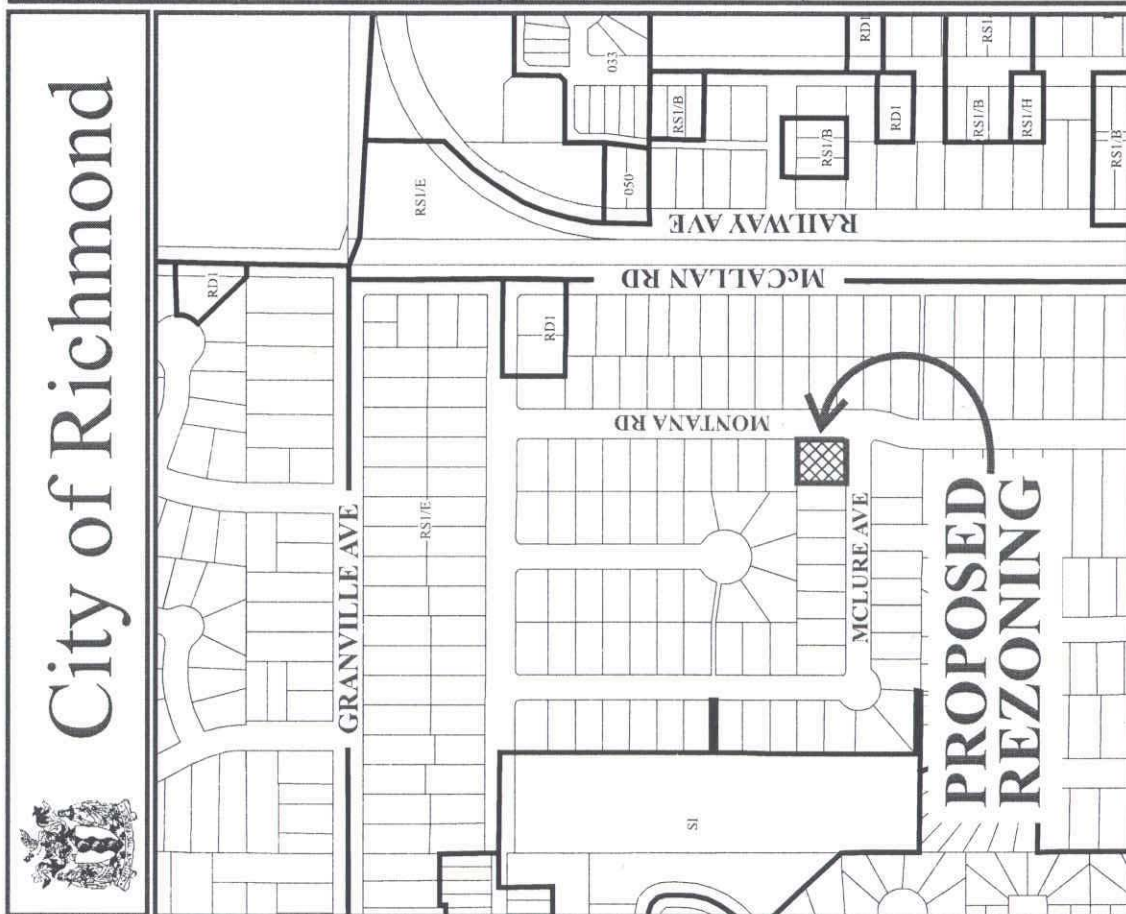 City of Richmond
GRANVILLE AVE
RD1
RS1/E
RS1/E
RD1
SI
MONTANA RD
McCALLAN RD
RAILWAY AVE
MCLURE AVE
PROPOSED
REZONING
033
050
RS1/B
RS1/B
RD1
RD1
RS1/B
RS1/H
RS1/B